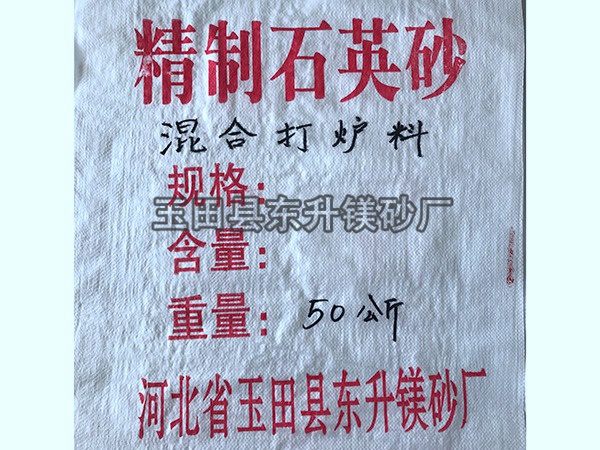 精制石英砂
混合打炉料
规格:
玉田县东升镁砂厂
含量:
重量: 50公斤
河北省玉田县东升镁砂厂